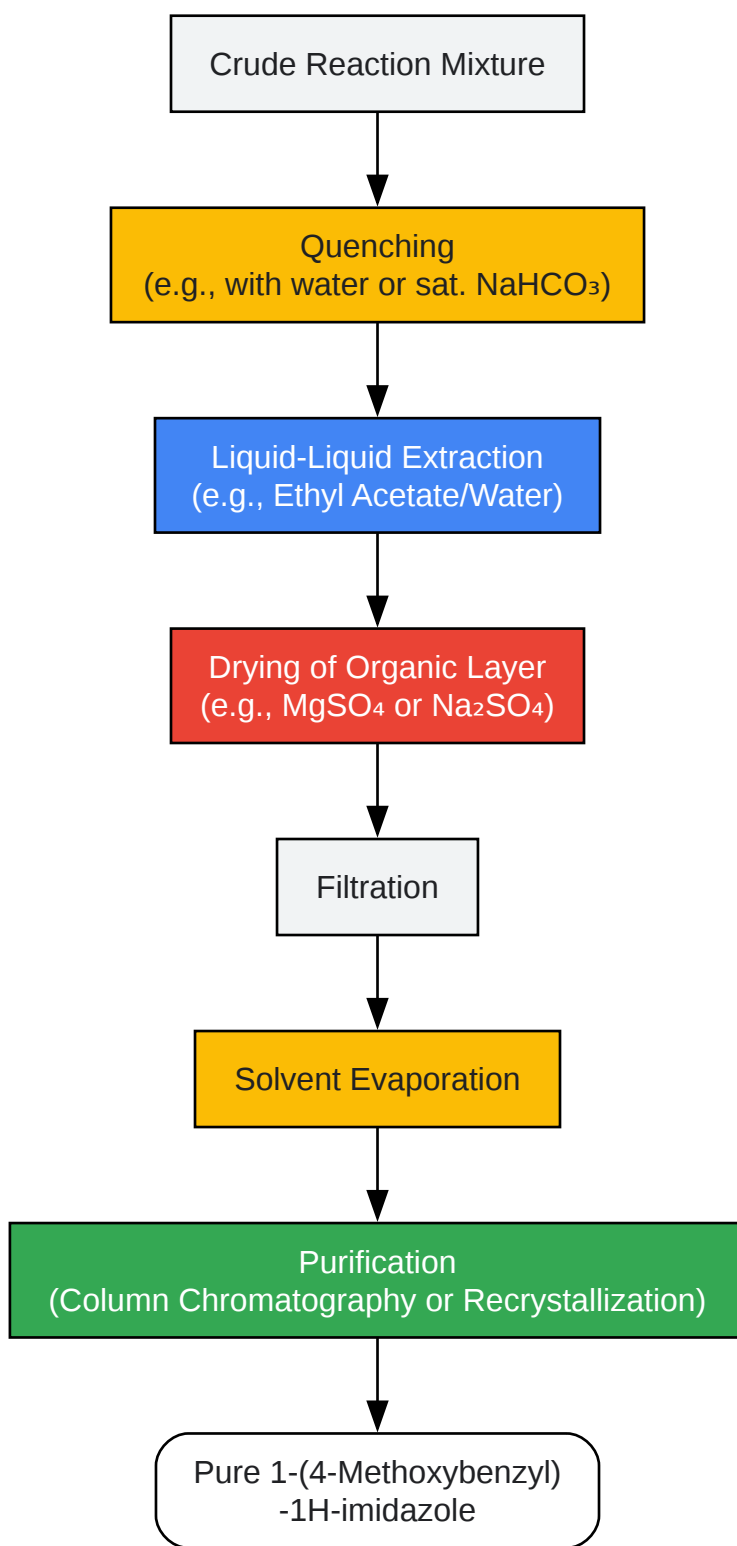 Crude Reaction Mixture
Quenching
(e.g., with water or sat. NaHCO₃)
Liquid-Liquid Extraction
(e.g., Ethyl Acetate/Water)
Drying of Organic Layer
(e.g., MgSO₄ or Na₂SO₄)
Filtration
Solvent Evaporation
Purification
(Column Chromatography or Recrystallization)
Pure 1-(4-Methoxybenzyl)
-1H-imidazole